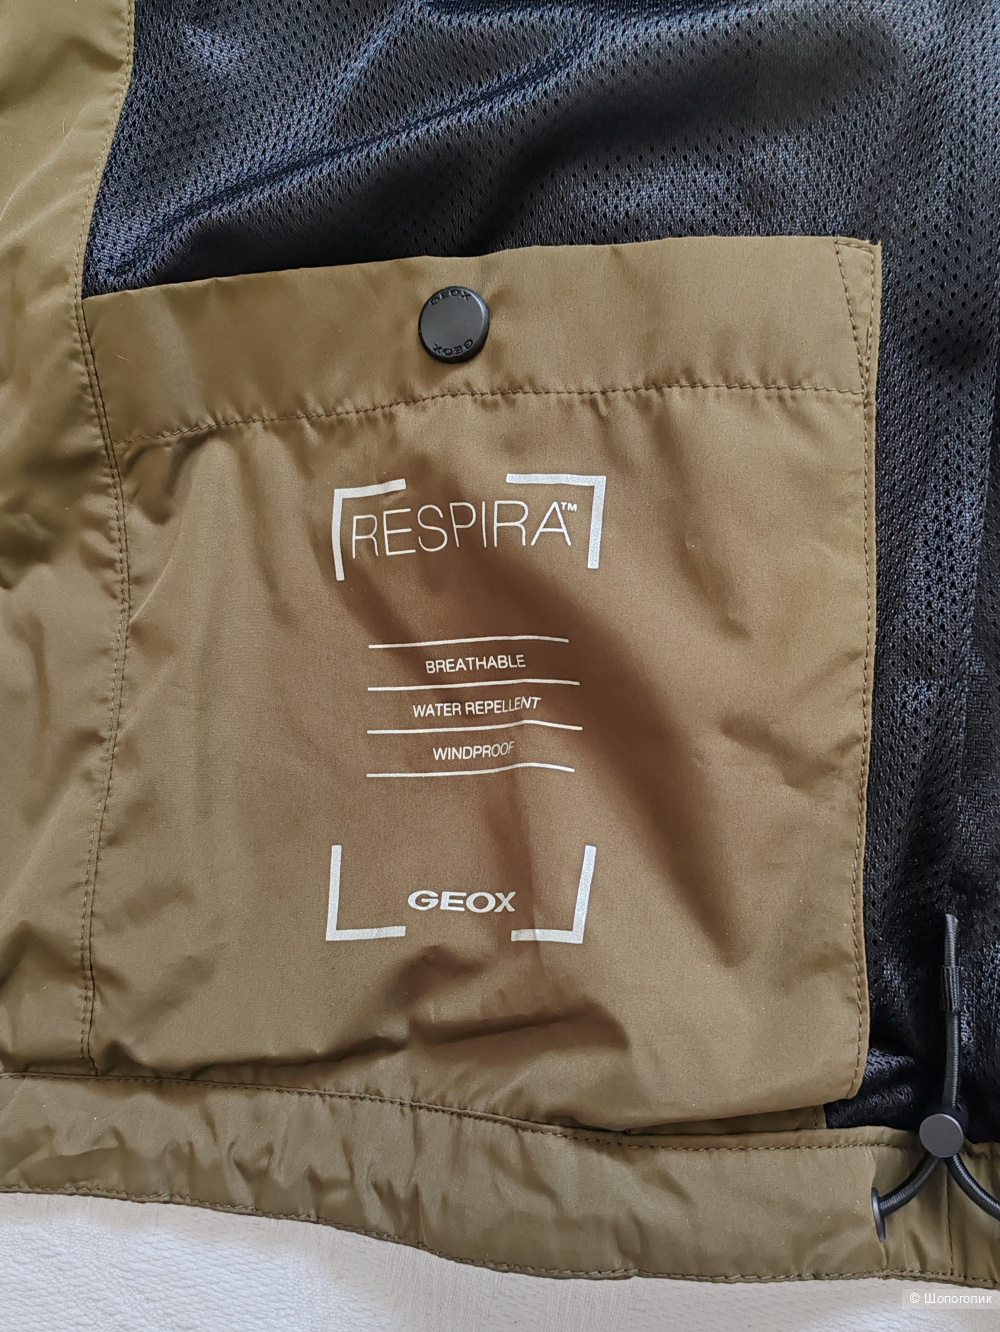 GEOX
GEOX
RESPIRA™
BREATHABLE
WATER REPELLENT
WINDPROOF
GEOX
© Шопоголик